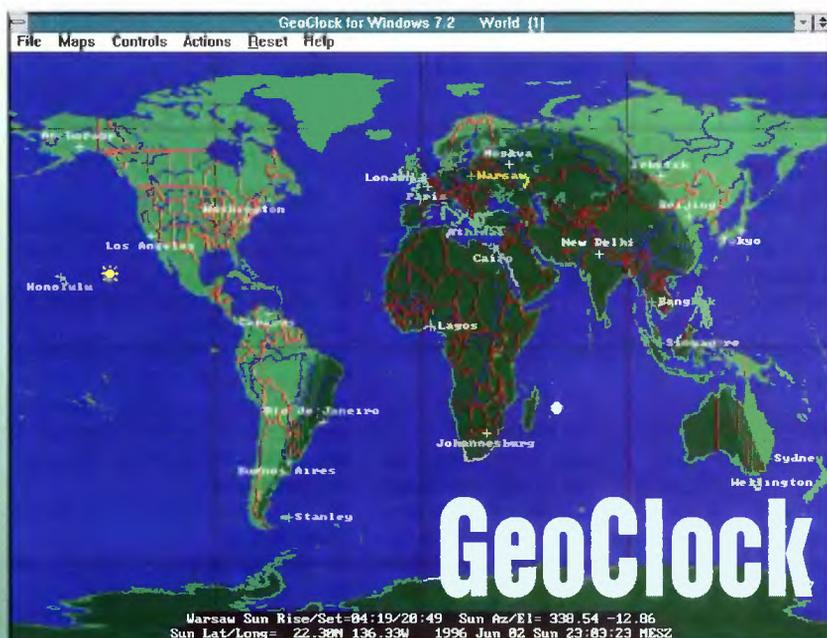 GeoClock for Windows 7.2 World {1}
File Maps Controls Actions Reset Help
Moskva
London
Warsaw
Paris
Washington
Los Angeles
New Delhi
Cairo
Honolulu
Lagos
Rio de Janeiro
Johannesburg
Sydney
Buenos Aires
Wellington
Stanley
GeoClock
Warsaw Sun Rise/Set=04:19/20:49 Sun Az/El= 338.54 -12.86
Sun Lat/Long= 22.30N 136.33W 1996 Jun 02 Sun 23:03:23 MESZ